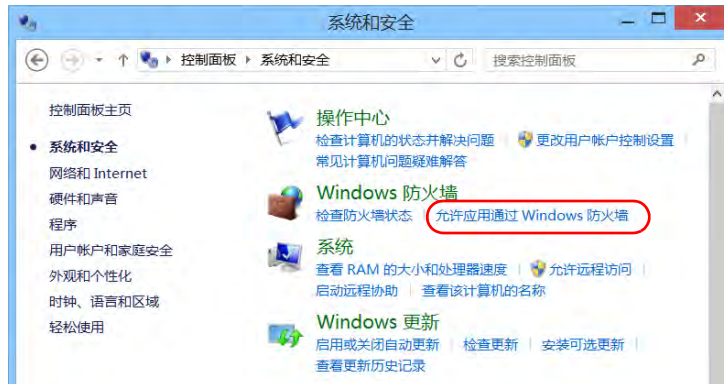 系统和安全
控制面板 系统和安全 搜索控制面板
控制面板主页
系统和安全
网络和 Internet
硬件和声音
程序
用户帐户和家庭安全
外观和个性化
时钟、语言和区域
轻松使用
操作中心
检查计算机的状态并解决问题 更改用户帐户控制设置
常见计算机问题疑难解答
Windows 防火墙
检查防火墙状态 允许应用通过 Windows 防火墙
系统
查看 RAM 的大小和处理器速度 允许远程访问
启动远程协助 查看该计算机的名称
Windows 更新
启用或关闭自动更新 检查更新 安装可选更新
查看更新历史记录